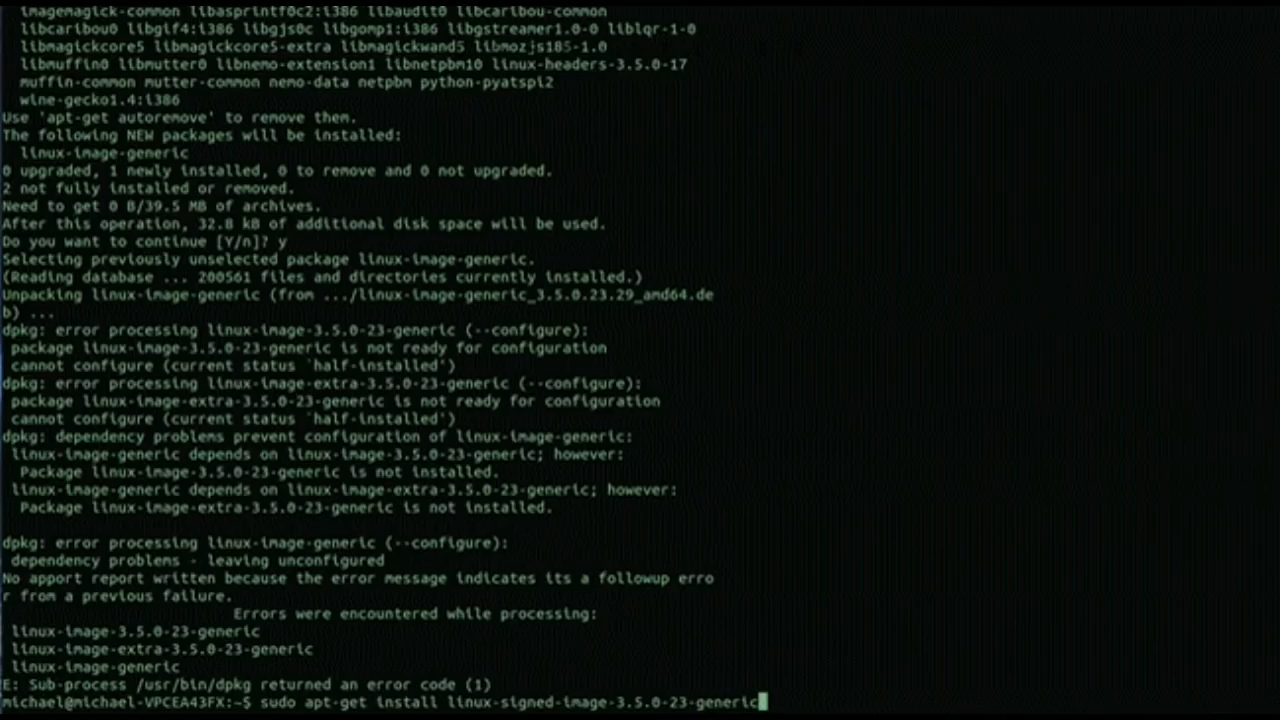 imagemagick-common libasprintf0c2:i386 libaudit0 libcaribou-common
libcaribou0 libgif4:i386 libgjs0c libgomp1:i386 libgstreamer1.0-0 liblqr-1-0
libmagickcore5 libmagickcore5-extra libmagickwand5 libmozjs185-1.0
libmuffin0 libmutter0 libnemo-extension1 libnetpbm10 linux-headers-3.5.0-17
muffin-common mutter-common nemo-data netpbm python-pyatspi2
wine-gecko1.4:i386
Use 'apt-get autoremove' to remove them.
The following NEW packages will be installed:
linux-image-generic
0 upgraded, 1 newly installed, 0 to remove and 0 not upgraded.
2 not fully installed or removed.
Need to get 0 B/39.5 MB of archives.
After this operation, 32.8 kB of additional disk space will be used.
Do you want to continue [Y/n]? y
Selecting previously unselected package linux-image-generic.
(Reading database ... 200561 files and directories currently installed.)
Unpacking linux-image-generic (from .../linux-image-generic_3.5.0.23.29_amd64.de
b) ...
dpkg: error processing linux-image-3.5.0-23-generic (--configure):
package linux-image-3.5.0-23-generic is not ready for configuration
cannot configure (current status `half-installed')
dpkg: error processing linux-image-extra-3.5.0-23-generic (--configure):
package linux-image-extra-3.5.0-23-generic is not ready for configuration
cannot configure (current status `half-installed')
dpkg: dependency problems prevent configuration of linux-image-generic:
linux-image-generic depends on linux-image-3.5.0-23-generic; however:
Package linux-image-3.5.0-23-generic is not installed.
linux-image-generic depends on linux-image-extra-3.5.0-23-generic; however:
Package linux-image-extra-3.5.0-23-generic is not installed.
dpkg: error processing linux-image-generic (--configure):
dependency problems - leaving unconfigured
No apport report written because the error message indicates its a followup erro
r from a previous failure.
Errors were encountered while processing:
linux-image-3.5.0-23-generic
linux-image-extra-3.5.0-23-generic
linux-image-generic
E: Sub-process /usr/bin/dpkg returned an error code (1)
michael@michael-VPCEA43FX:~$ sudo apt-get install linux-signed-image-3.5.0-23-generic